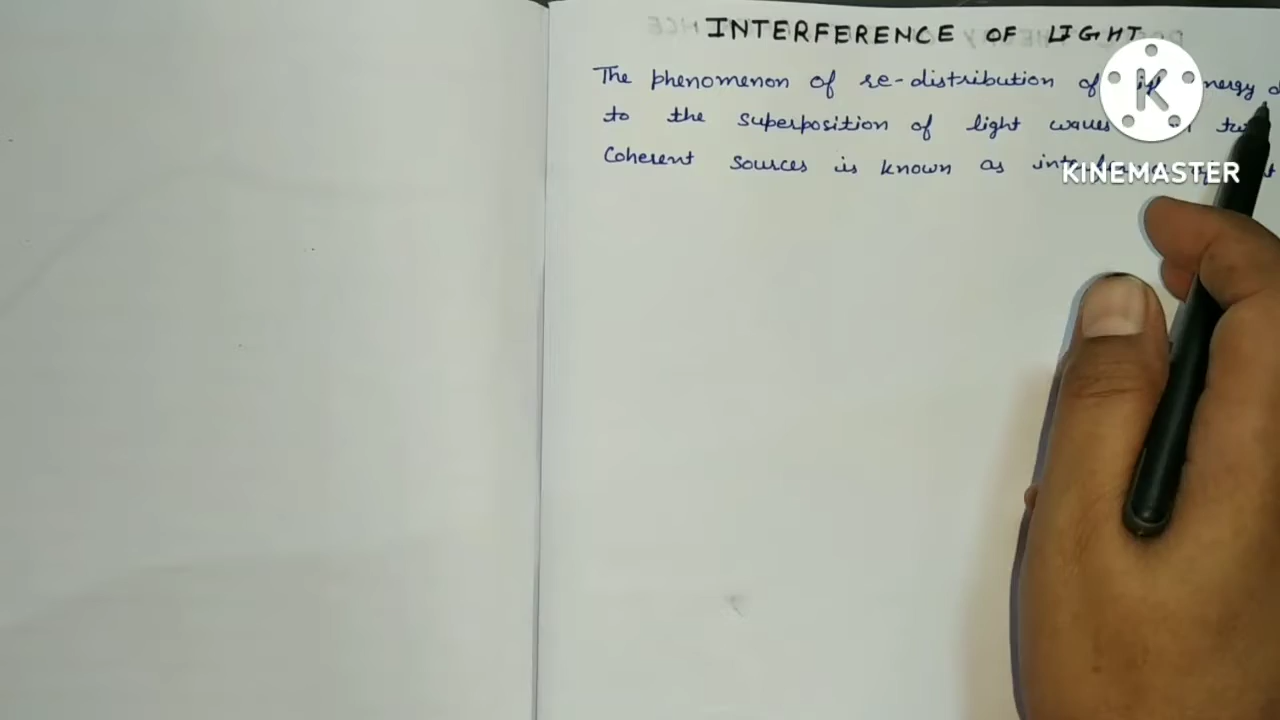 INTERFERENCE OF LIGHT
The phenomenon of re-distribution of
to the superposition of light waves
Coherent sources is known as
KINEMASTER